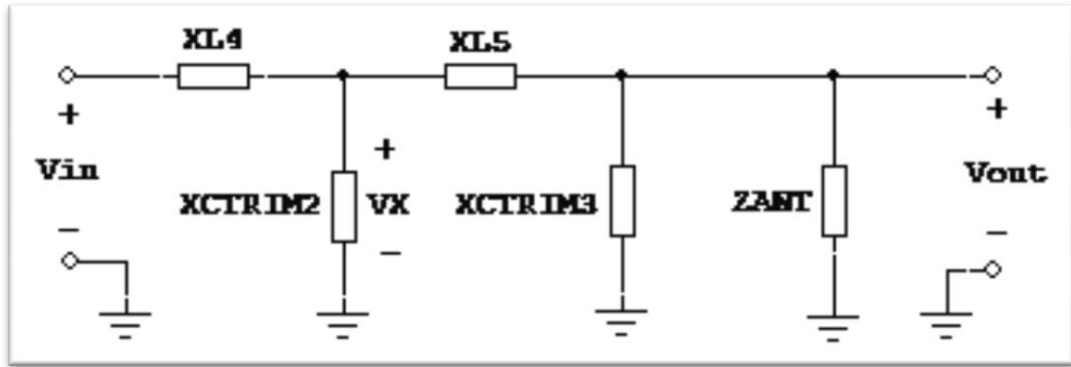 XL4 XL5
+ + +
Vin XCTRIM2 VX XCTRIM3 ZANT Vout
- - -